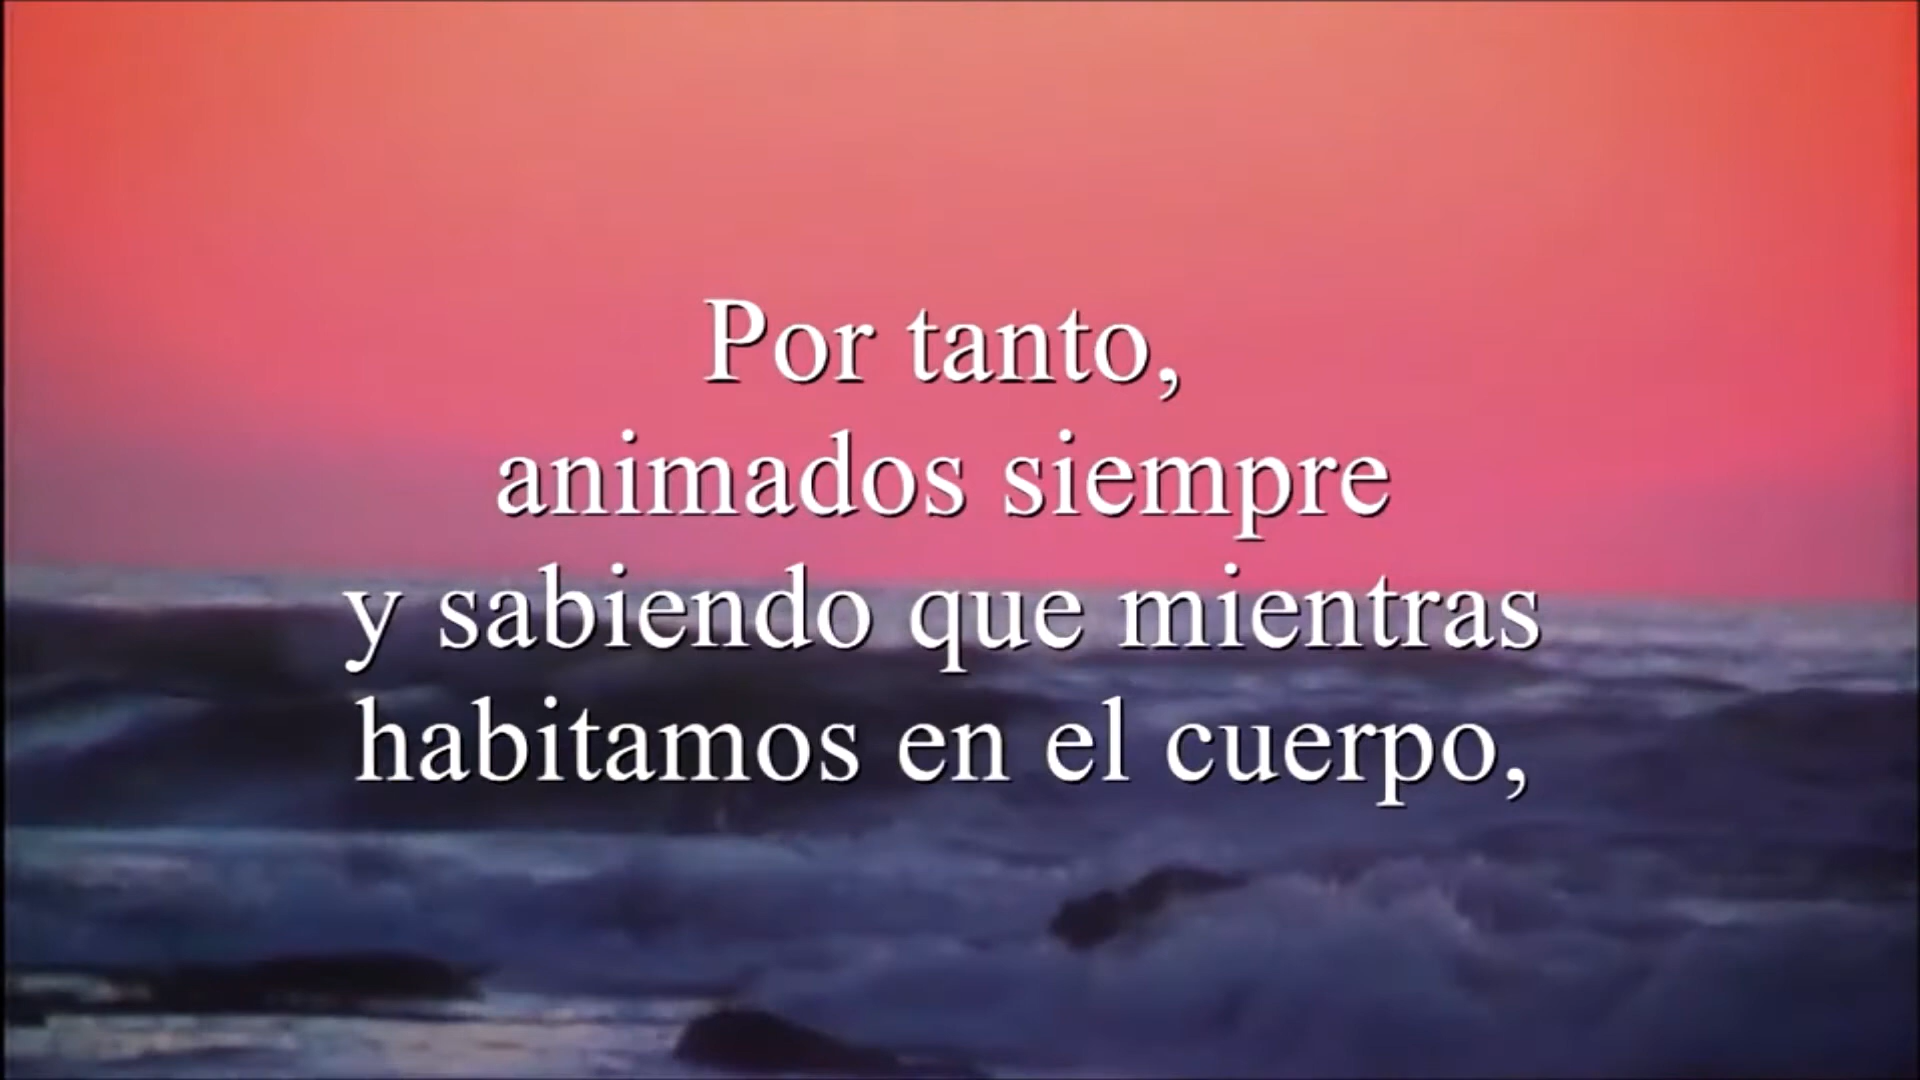 Por tanto,
animados siempre
y sabiendo que mientras
habitamos en el cuerpo,